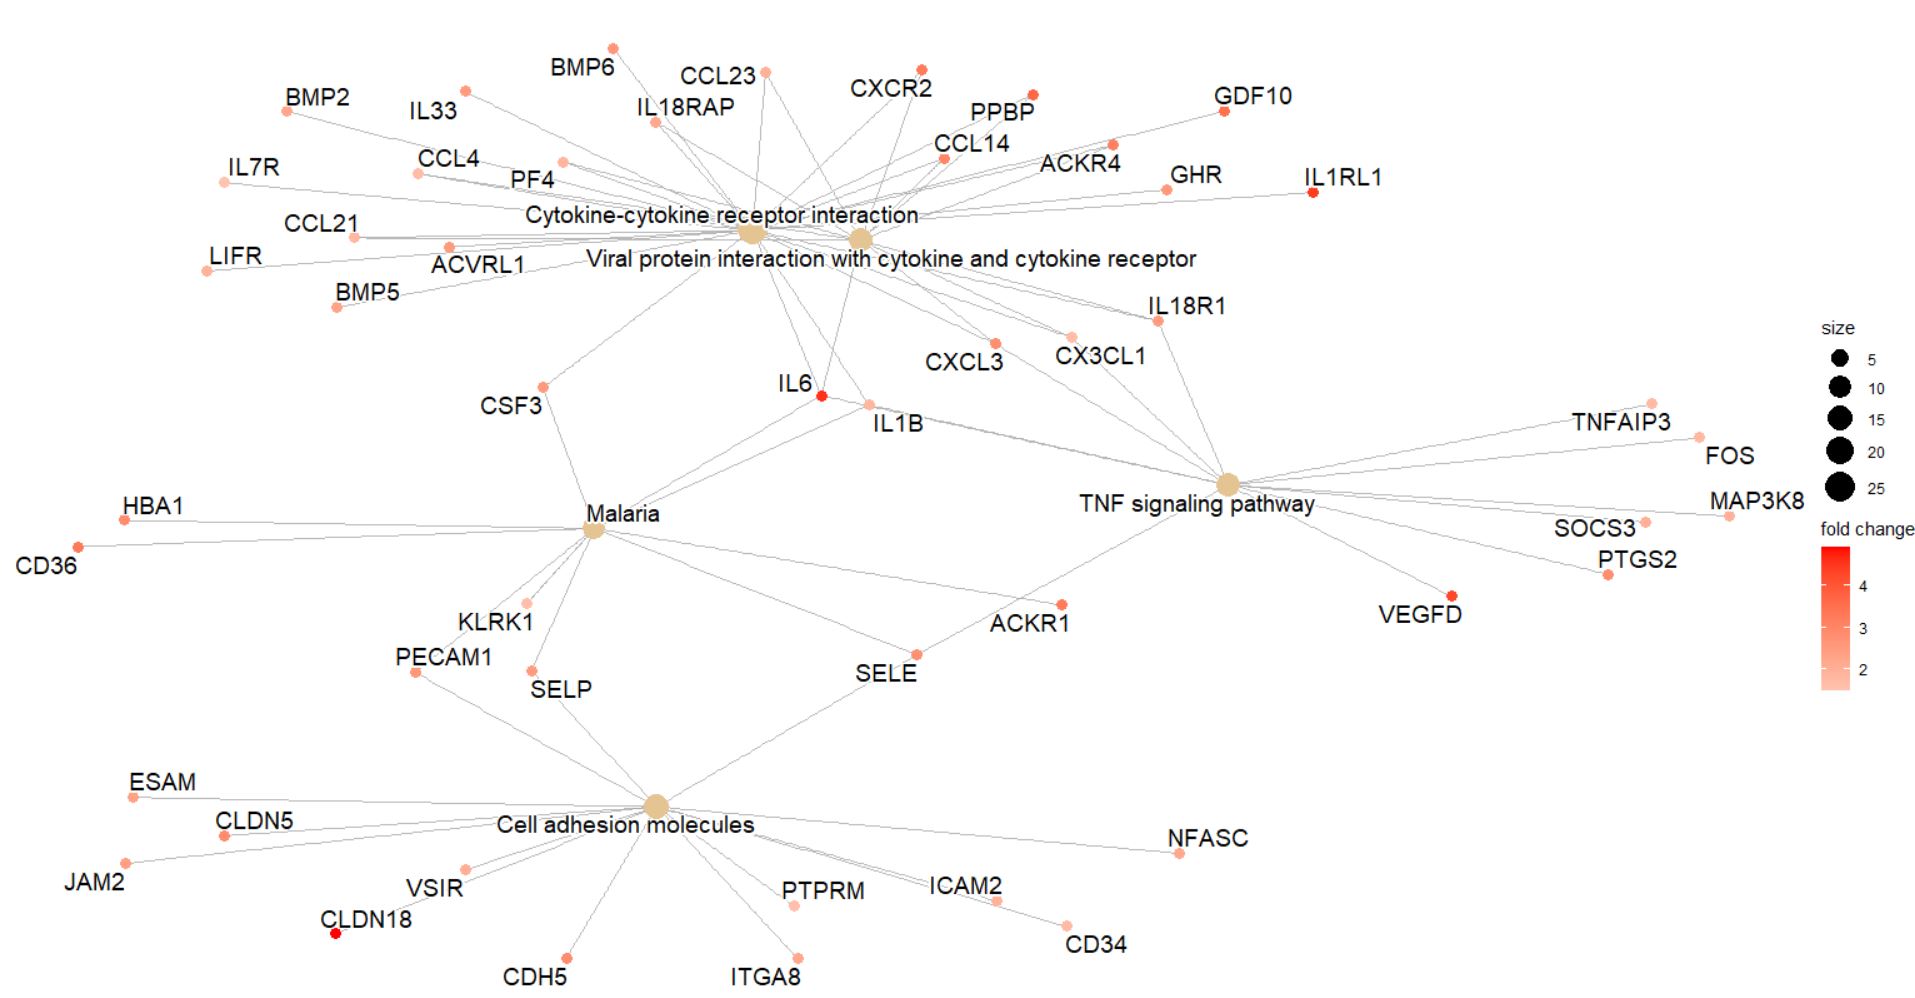 BMP6
CCL23
CXCR2
BMP2
IL33
IL18RAP
PPBP
GDF10
CCL14
IL7R
CCL4
PF4
ACKR4
GHR
IL1RL1
Cytokine-cytokine receptor interaction
CCL21
LIFR
ACVRL1
Viral protein interaction with cytokine and cytokine receptor
BMP5
IL18R1
CXCL3
CX3CL1
IL6
CSF3
IL1B
TNFAIP3
FOS
HBA1
Malaria
TNF signaling pathway
MAP3K8
SOCS3
CD36
PTGS2
KLRK1
ACKR1
VEGFD
PECAM1
SELP
SELE
ESAM
CLDN5
Cell adhesion molecules
NFASC
JAM2
VSIR
PTPRM
ICAM2
CLDN18
CD34
CDH5
ITGA8
size
5
10
15
20
25
fold change
4
3
2